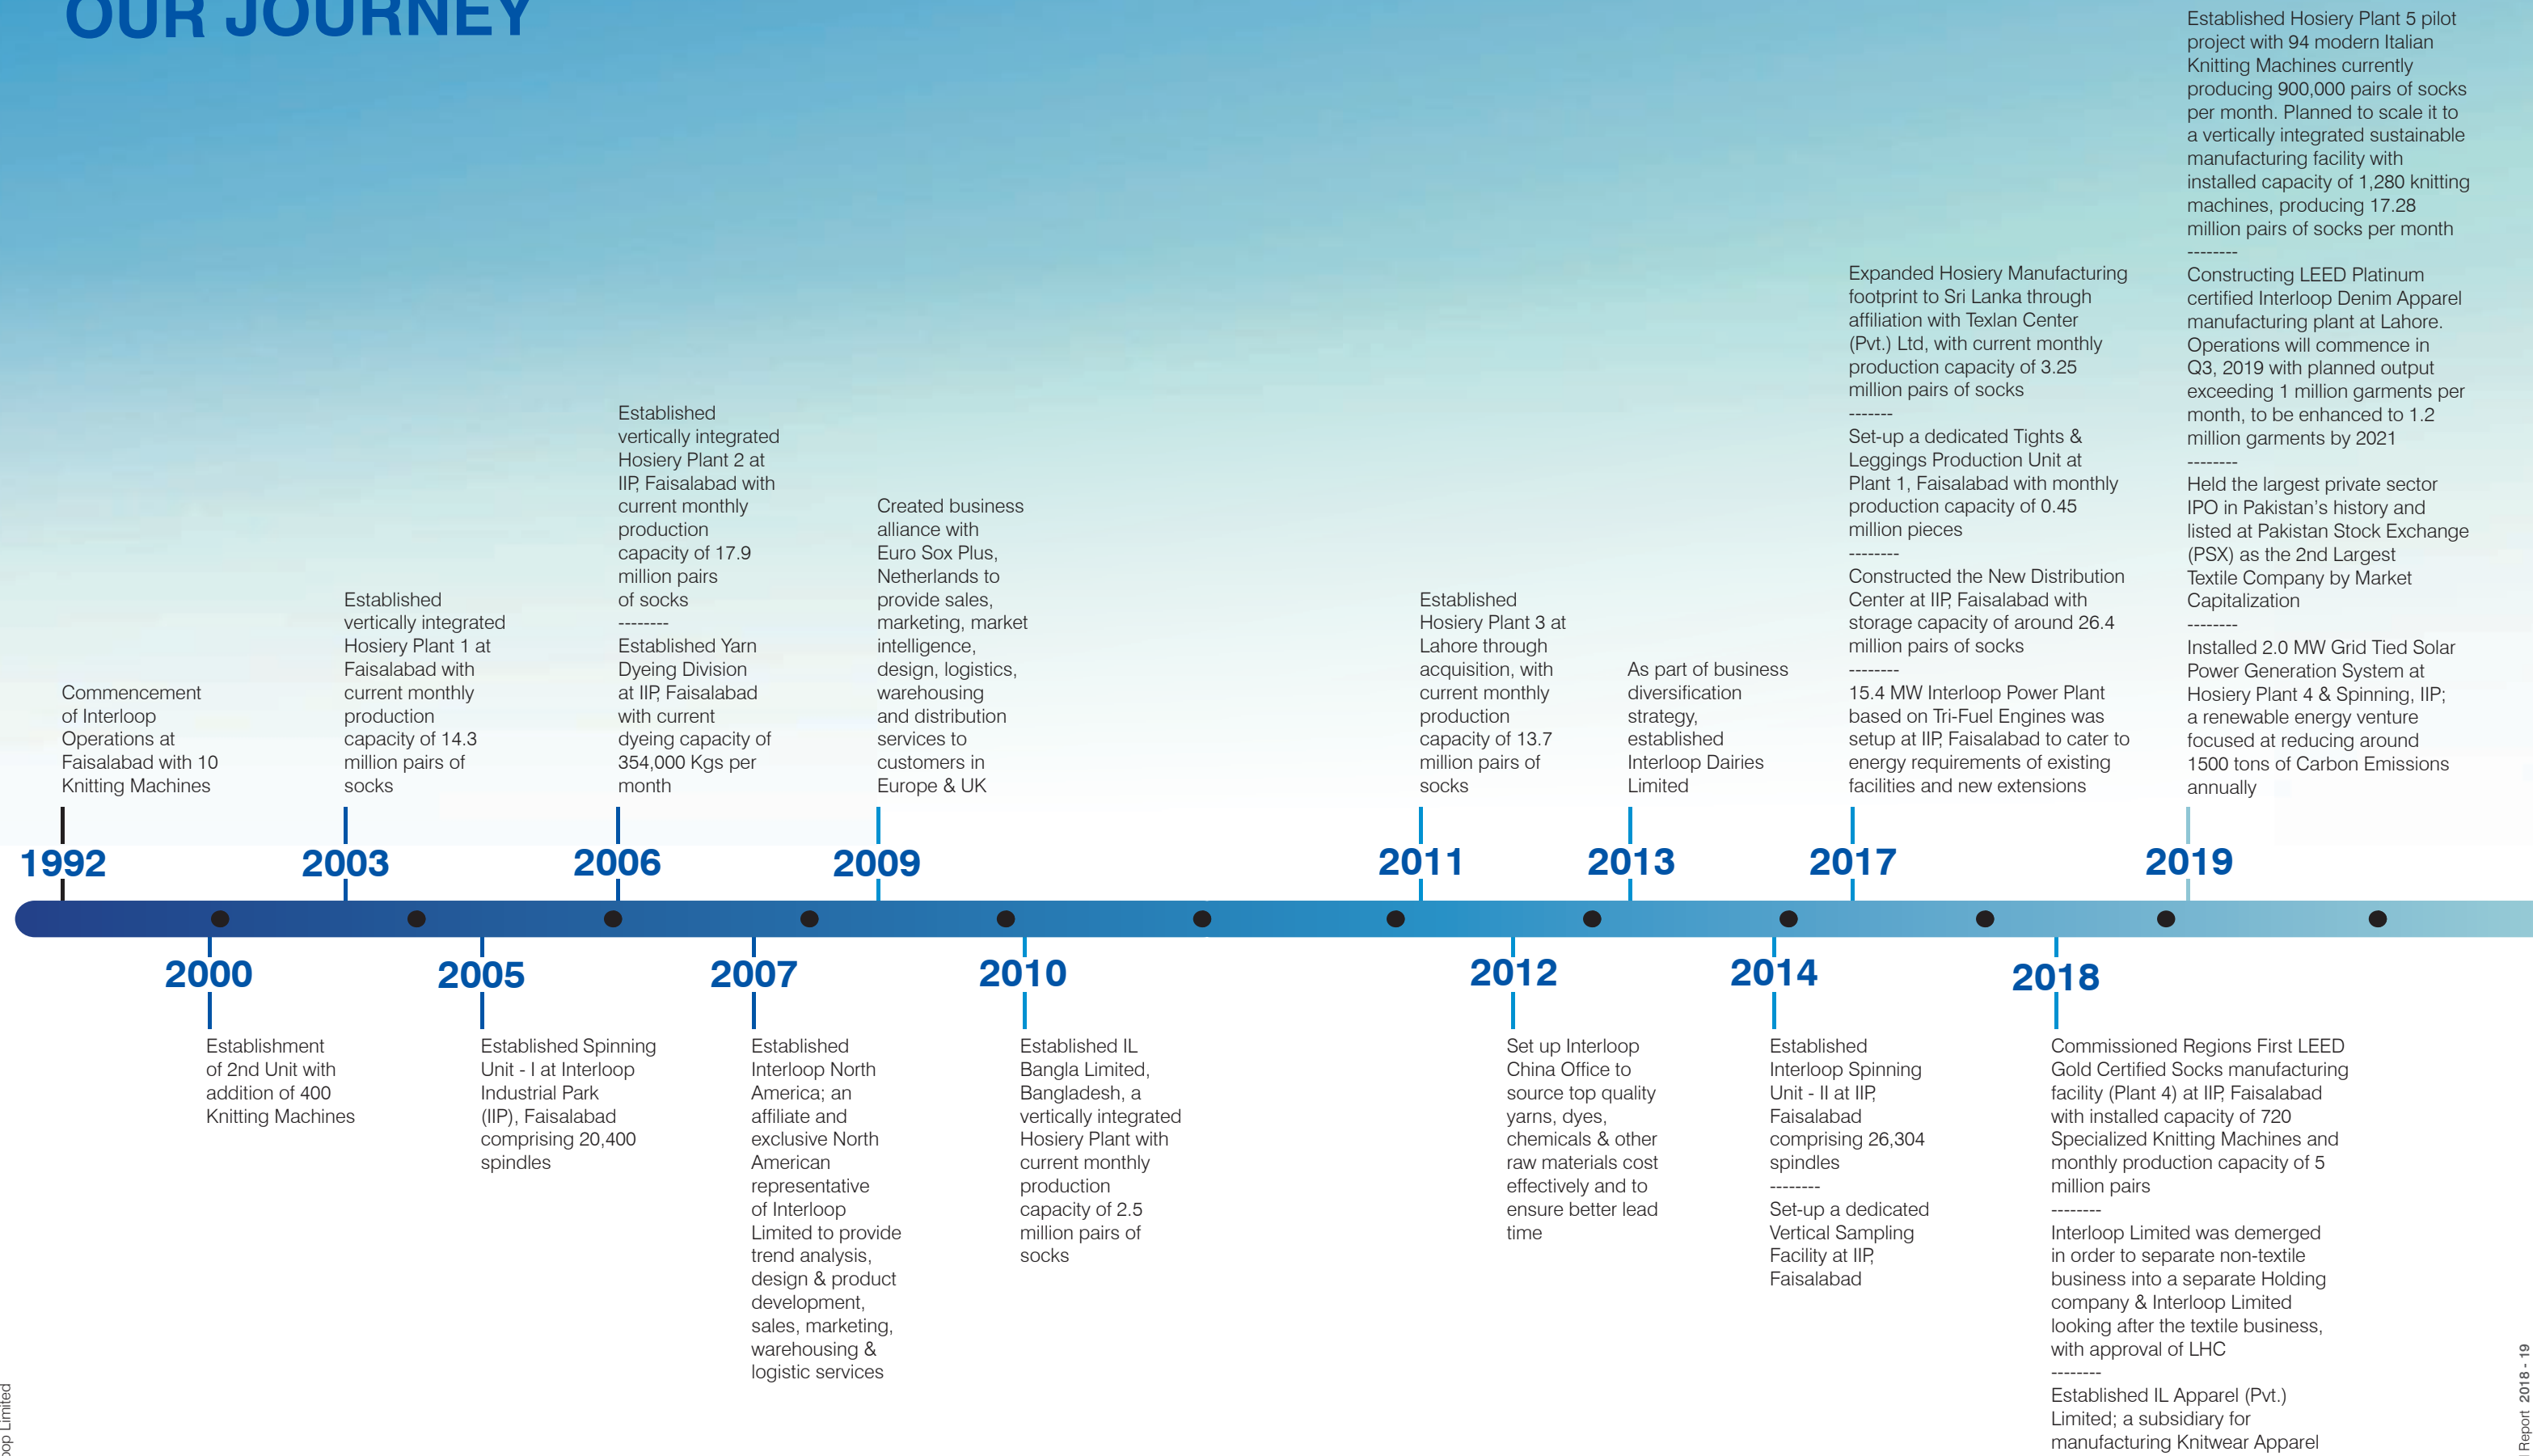 OUR JOURNEY
Commencement
of Interloop
Operations at
Faisalabad with 10
Knitting Machines
1992
Established
vertically integrated
Hosiery Plant 1 at
Faisalabad with
current monthly
production
capacity of 14.3
million pairs of
socks
2003
Established
vertically integrated
Hosiery Plant 2 at
IIP, Faisalabad with
current monthly
production
capacity of 17.9
million pairs
of socks
--------
Established Yarn
Dyeing Division
at IIP, Faisalabad
with current
dyeing capacity of
354,000 Kgs per
month
2006
Created business
alliance with
Euro Sox Plus,
Netherlands to
provide sales,
marketing, market
intelligence,
design, logistics,
warehousing
and distribution
services to
customers in
Europe & UK
2009
Established
Hosiery Plant 3 at
Lahore through
acquisition, with
current monthly
production
capacity of 13.7
million pairs of
socks
2011
As part of business
diversification
strategy,
established
Interloop Dairies
Limited
2013
Expanded Hosiery Manufacturing
footprint to Sri Lanka through
affiliation with Texlan Center
(Pvt.) Ltd, with current monthly
production capacity of 3.25
million pairs of socks
-------
Set-up a dedicated Tights &
Leggings Production Unit at
Plant 1, Faisalabad with monthly
production capacity of 0.45
million pieces
--------
Constructed the New Distribution
Center at IIP, Faisalabad with
storage capacity of around 26.4
million pairs of socks
--------
15.4 MW Interloop Power Plant
based on Tri-Fuel Engines was
setup at IIP, Faisalabad to cater to
energy requirements of existing
facilities and new extensions
2017
Established Hosiery Plant 5 pilot
project with 94 modern Italian
Knitting Machines currently
producing 900,000 pairs of socks
per month. Planned to scale it to
a vertically integrated sustainable
manufacturing facility with
installed capacity of 1,280 knitting
machines, producing 17.28
million pairs of socks per month
--------
Constructing LEED Platinum
certified Interloop Denim Apparel
manufacturing plant at Lahore.
Operations will commence in
Q3, 2019 with planned output
exceeding 1 million garments per
month, to be enhanced to 1.2
million garments by 2021
--------
Held the largest private sector
IPO in Pakistan's history and
listed at Pakistan Stock Exchange
(PSX) as the 2nd Largest
Textile Company by Market
Capitalization
--------
Installed 2.0 MW Grid Tied Solar
Power Generation System at
Hosiery Plant 4 & Spinning, IIP;
a renewable energy venture
focused at reducing around
1500 tons of Carbon Emissions
annually
2019
2000
Establishment
of 2nd Unit with
addition of 400
Knitting Machines
2005
Established Spinning
Unit - I at Interloop
Industrial Park
(IIP), Faisalabad
comprising 20,400
spindles
2007
Established
Interloop North
America; an
affiliate and
exclusive North
American
representative
of Interloop
Limited to provide
trend analysis,
design & product
development,
sales, marketing,
warehousing &
logistic services
2010
Established IL
Bangla Limited,
Bangladesh, a
vertically integrated
Hosiery Plant with
current monthly
production
capacity of 2.5
million pairs of
socks
2012
Set up Interloop
China Office to
source top quality
yarns, dyes,
chemicals & other
raw materials cost
effectively and to
ensure better lead
time
2014
Established
Interloop Spinning
Unit - II at IIP,
Faisalabad
comprising 26,304
spindles
--------
Set-up a dedicated
Vertical Sampling
Facility at IIP,
Faisalabad
2018
Commissioned Regions First LEED
Gold Certified Socks manufacturing
facility (Plant 4) at IIP, Faisalabad
with installed capacity of 720
Specialized Knitting Machines and
monthly production capacity of 5
million pairs
--------
Interloop Limited was demerged
in order to separate non-textile
business into a separate Holding
company & Interloop Limited
looking after the textile business,
with approval of LHC
--------
Established IL Apparel (Pvt.)
Limited; a subsidiary for
manufacturing Knitwear Apparel
Limited
Report 2018 - 19